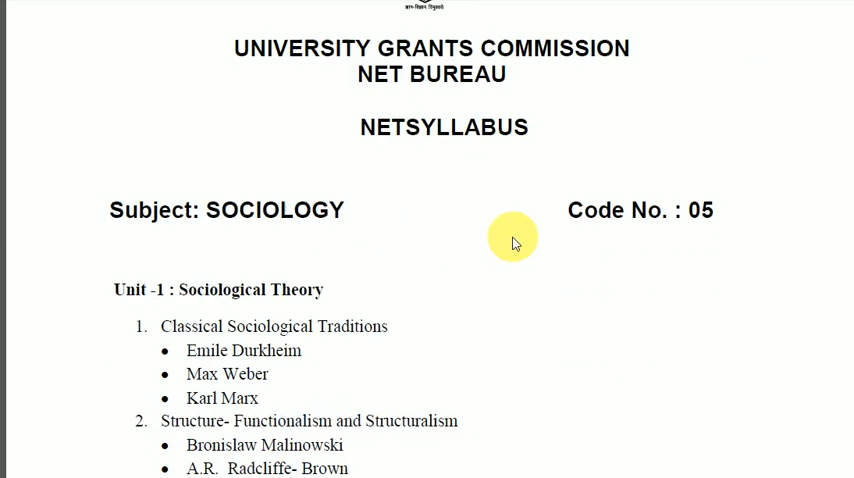 ज्ञान-विज्ञान विमुक्तये
UNIVERSITY GRANTS COMMISSION
NET BUREAU
NETSYLLABUS
Subject: SOCIOLOGY Code No. : 05
Unit -1 : Sociological Theory
1. Classical Sociological Traditions
• Emile Durkheim
• Max Weber
• Karl Marx
2. Structure- Functionalism and Structuralism
• Bronislaw Malinowski
• A.R. Radcliffe- Brown